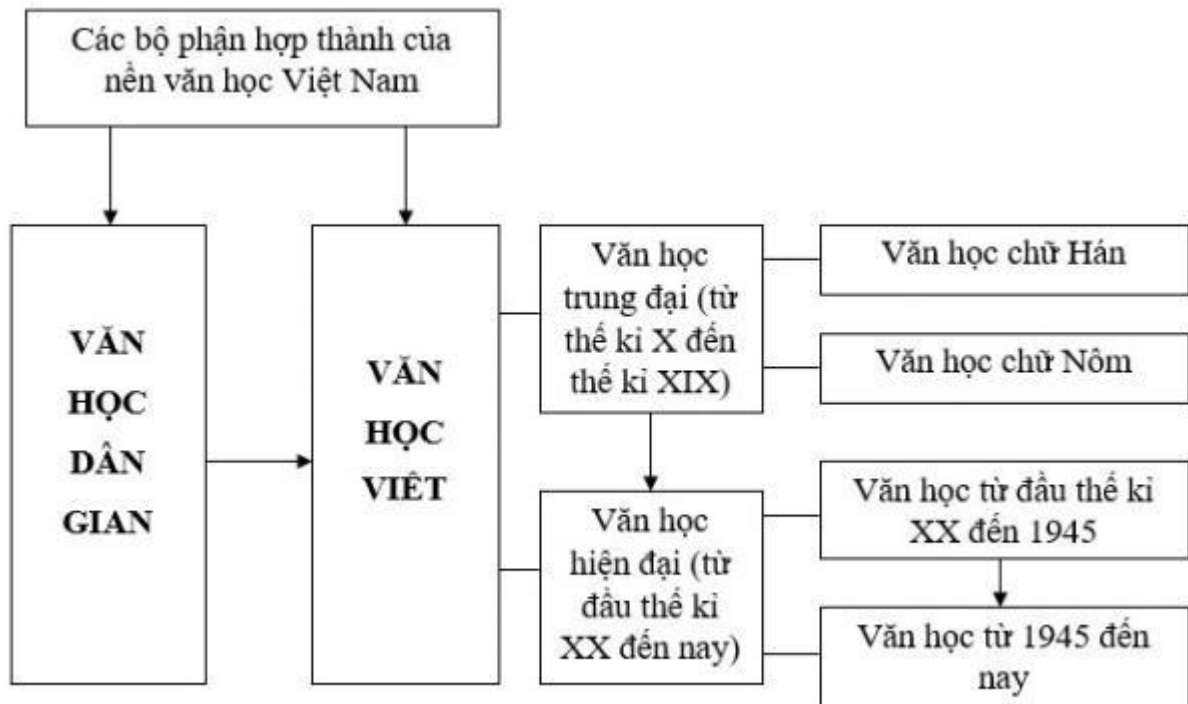 Các bộ phận hợp thành của
nền văn học Việt Nam
VĂN
HỌC
DÂN
GIAN
VĂN
HỌC
VIÊT
Văn học
trung đại (từ
thế kỉ X đến
thế kỉ XIX)
Văn học chữ Hán
Văn học chữ Nôm
Văn học
hiện đại (từ
đầu thế kỉ
XX đến nay)
Văn học từ đầu thế kỉ
XX đến 1945
Văn học từ 1945 đến
nay